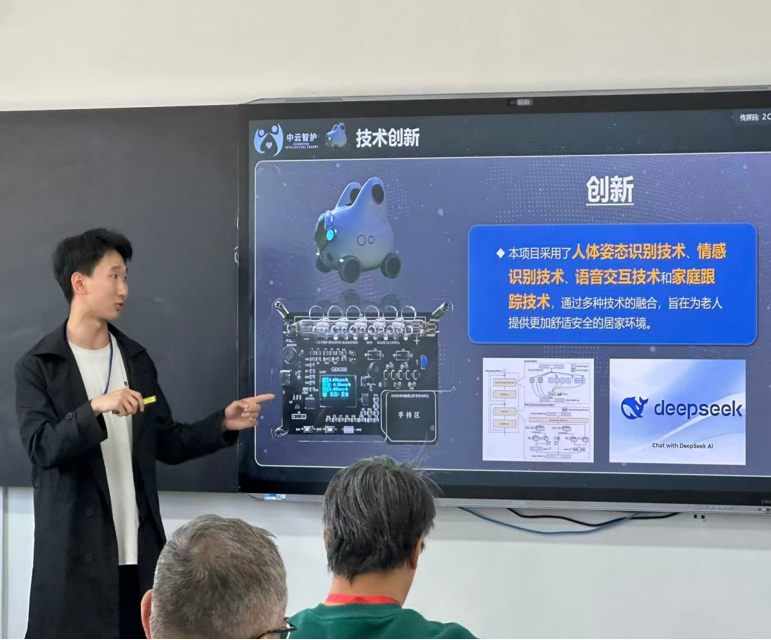 传屏码: 2C
中云智护
技术创新
创新
◆ 本项目采用了人体姿态识别技术、情感
识别技术、语音交互技术和家庭跟
踪技术，通过多种技术的融合，旨在为老人
提供更加舒适安全的居家环境。
GEIGER
手持区
deepseek
Chat with DeepSeek AI